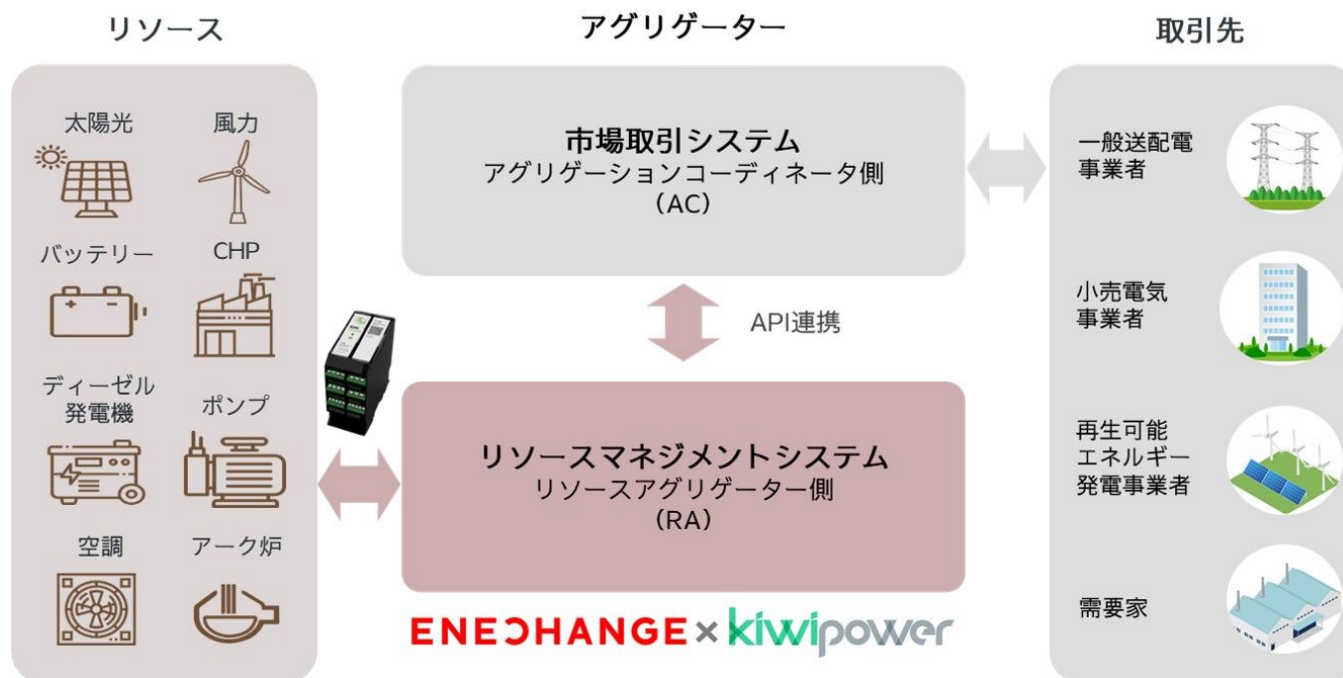 リソース
アグリゲーター
取引先
太陽光
風力
バッテリー
CHP
ディーゼル
発電機
ポンプ
空調
アーク炉
市場取引システム
アグリゲーションコーディネータ側
（AC）
API連携
リソースマネジメントシステム
リソースアグリゲーター側
（RA）
ENECHANGE×kiwipower
一般送配電
事業者
小売電気
事業者
再生可能
エネルギー
発電事業者
需要家